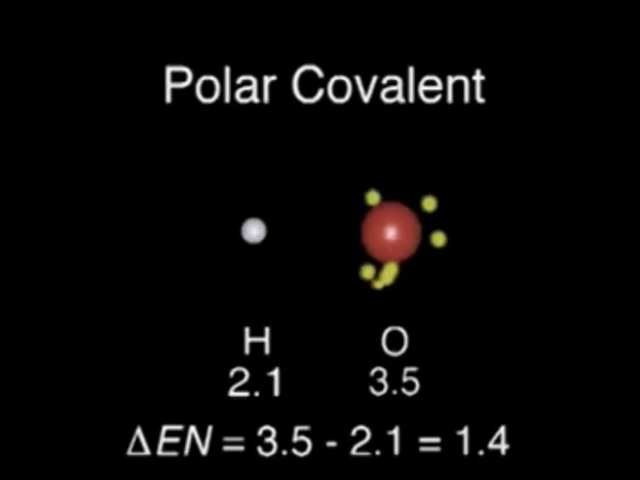 Polar Covalent
H O
2.1 3.5
ΔEN = 3.5 - 2.1 = 1.4